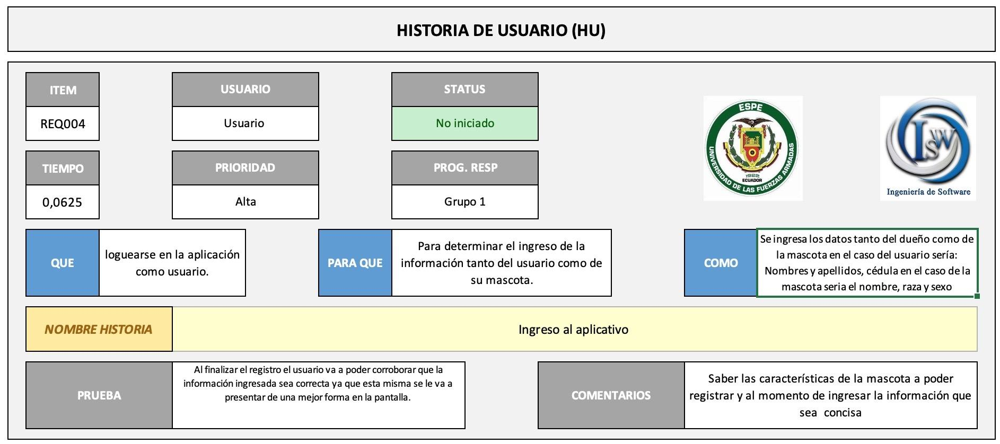 HISTORIA DE USUARIO (HU)
ITEM
USUARIO
STATUS
REQ004
Usuario
No iniciado
TIEMPO
PRIORIDAD
PROG. RESP
0,0625
Alta
Grupo 1
ESPE
UNIVERSIDAD DE LAS FUERZAS ARMADAS
1922
ECUADOR
ISW
Ingeniería de Software
QUE
loguearse en la aplicación
como usuario.
PARA QUE
Para determinar el ingreso de la
información tanto del usuario como de
su mascota.
COMO
Se ingresa los datos tanto del dueño como de
la mascota en el caso del usuario sería:
Nombres y apellidos, cédula en el caso de la
mascota seria el nombre, raza y sexo
NOMBRE HISTORIA
Ingreso al aplicativo
PRUEBA
Al finalizar el registro el usuario va a poder corroborar que la
información ingresada sea correcta ya que esta misma se le va a
presentar de una mejor forma en la pantalla.
COMENTARIOS
Saber las características de la mascota a poder
registrar y al momento de ingresar la información que
sea  concisa